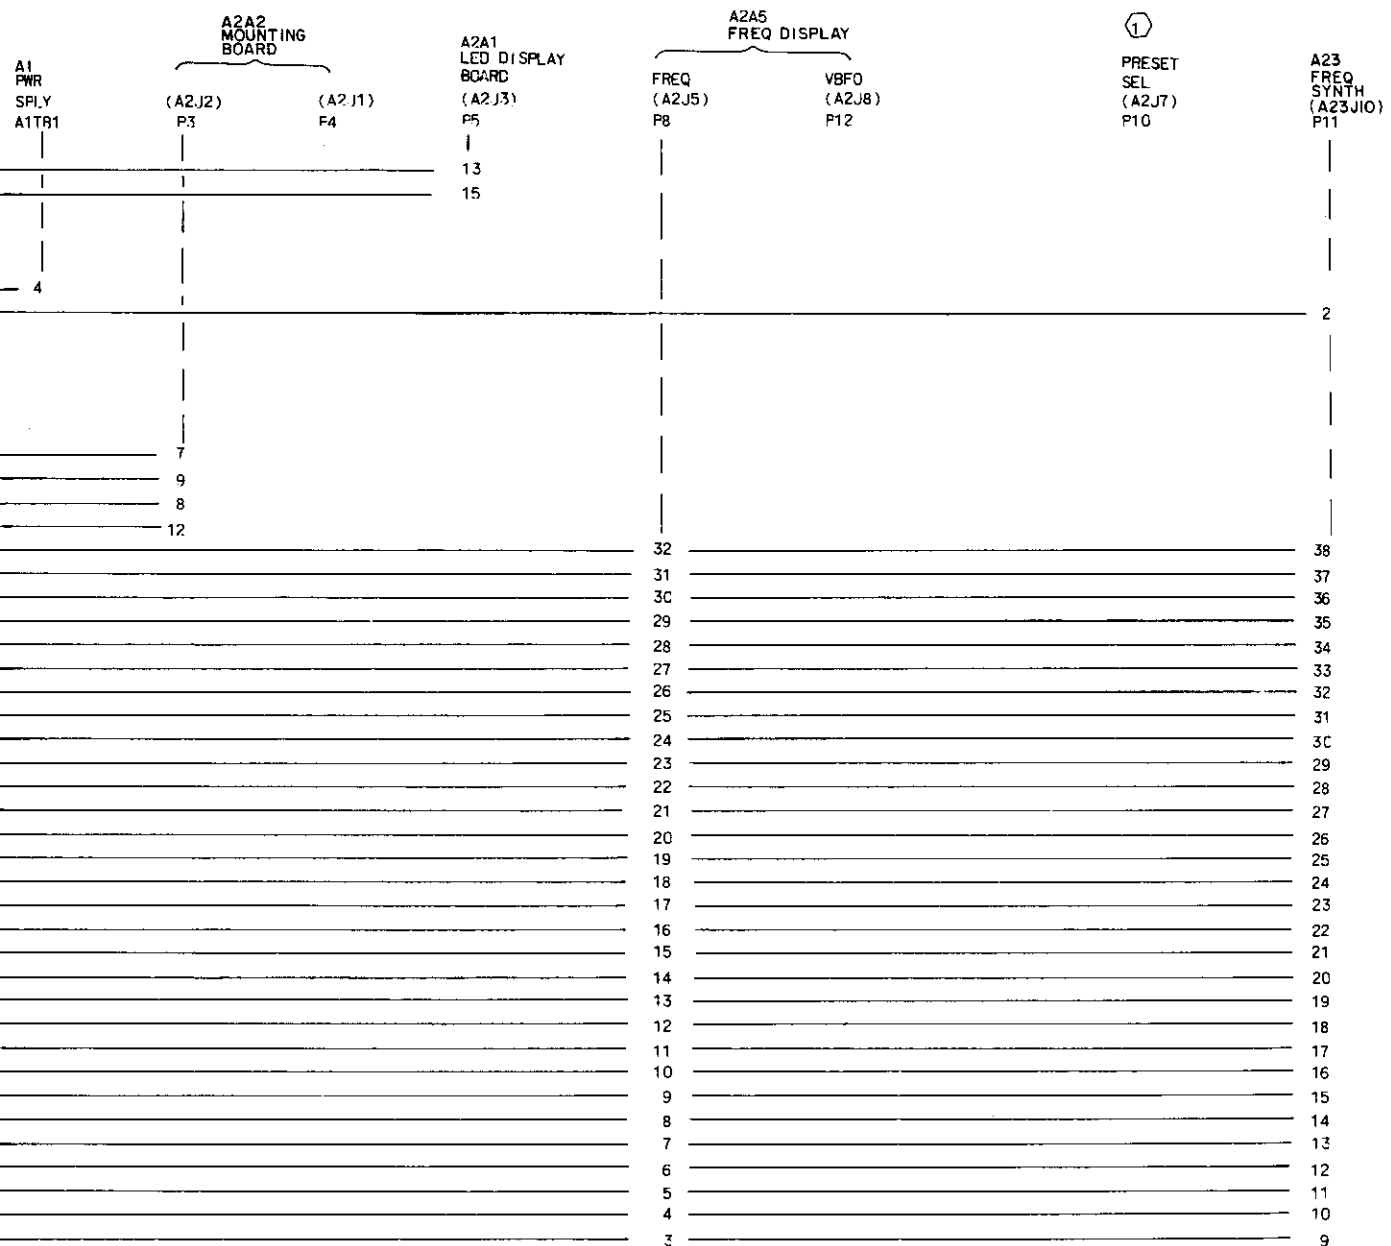 A1
PWR
SPLY
A1TB1
A2A2
MOUNTING
BOARD
(A2J2)
P3
(A2J1)
P4
A2A1
LED DISPLAY
BOARD
(A2J3)
P5
A2A5
FREQ DISPLAY
FREQ
(A2J5)
P8
VBFO
(A2J8)
P12
1
PRESET
SEL
(A2J7)
P10
A23
FREQ
SYNTH
(A23J10)
P11
13
15
4
2
7
9
8
12
32 38
31 37
30 36
29 35
28 34
27 33
26 32
25 31
24 30
23 29
22 28
21 27
20 26
19 25
18 24
17 23
16 22
15 21
14 20
13 19
12 18
11 17
10 16
9 15
8 14
7 13
6 12
5 11
4 10
3 9